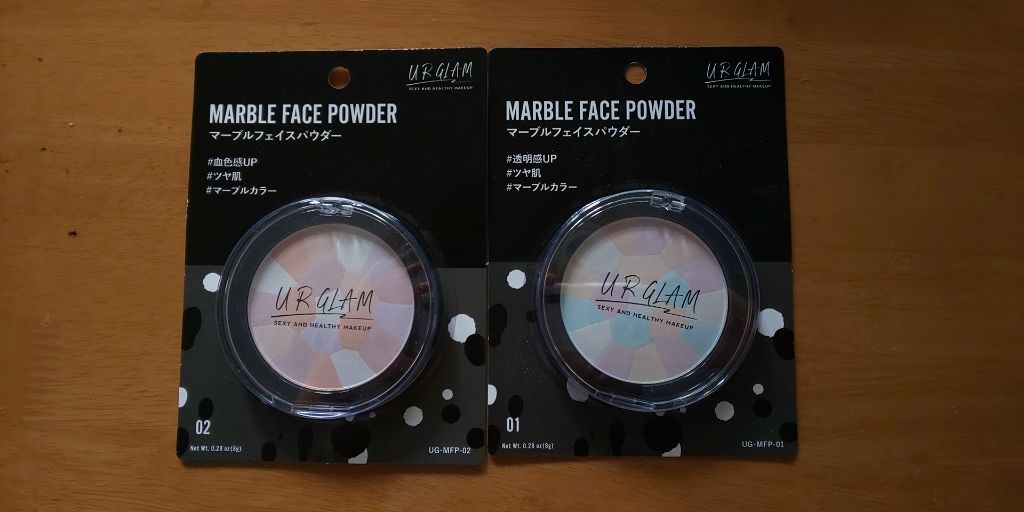 URGLAM
SEXY AND HEALTHY MAKEUP
MARBLE FACE POWDER
マーブルフェイスパウダー
#血色感UP
#ツヤ肌
#マーブルカラー
URGLAM
SEXY AND HEALTHY MAKEUP
02
Net Wt. 0.28 oz(8g)
UG-MFP-02
URGLAM
SEXY AND HEALTHY MAKEUP
MARBLE FACE POWDER
マーブルフェイスパウダー
#透明感UP
#ツヤ肌
#マーブルカラー
URGLAM
SEXY AND HEALTHY MAKEUP
01
Net Wt. 0.28 oz(8g)
UG-MFP-01